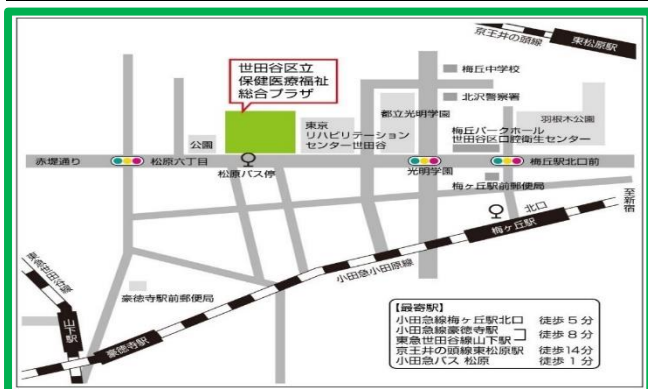 京王井の頭線
東松原駅
世田谷区立
保健医療福祉
総合プラザ
梅丘中学校
北沢警察署
都立光明学園
羽根木公園
梅丘パークホール
世田谷区口腔衛生センター
公園
東京
リハビリテーション
センター世田谷
赤堤通り
松原六丁目
松原バス停
光明学園
梅丘駅北口前
梅ヶ丘駅前郵便局
至新宿
北口
梅ヶ丘駅
小田急小田原線
東急世田谷線
山下駅
豪徳寺駅前郵便局
豪徳寺駅
【最寄駅】
小田急線梅ヶ丘駅北口 徒歩5分
小田急線豪徳寺駅
東急世田谷線山下駅 徒歩8分
京王井の頭線東松原駅 徒歩14分
小田急バス 松原 徒歩1分